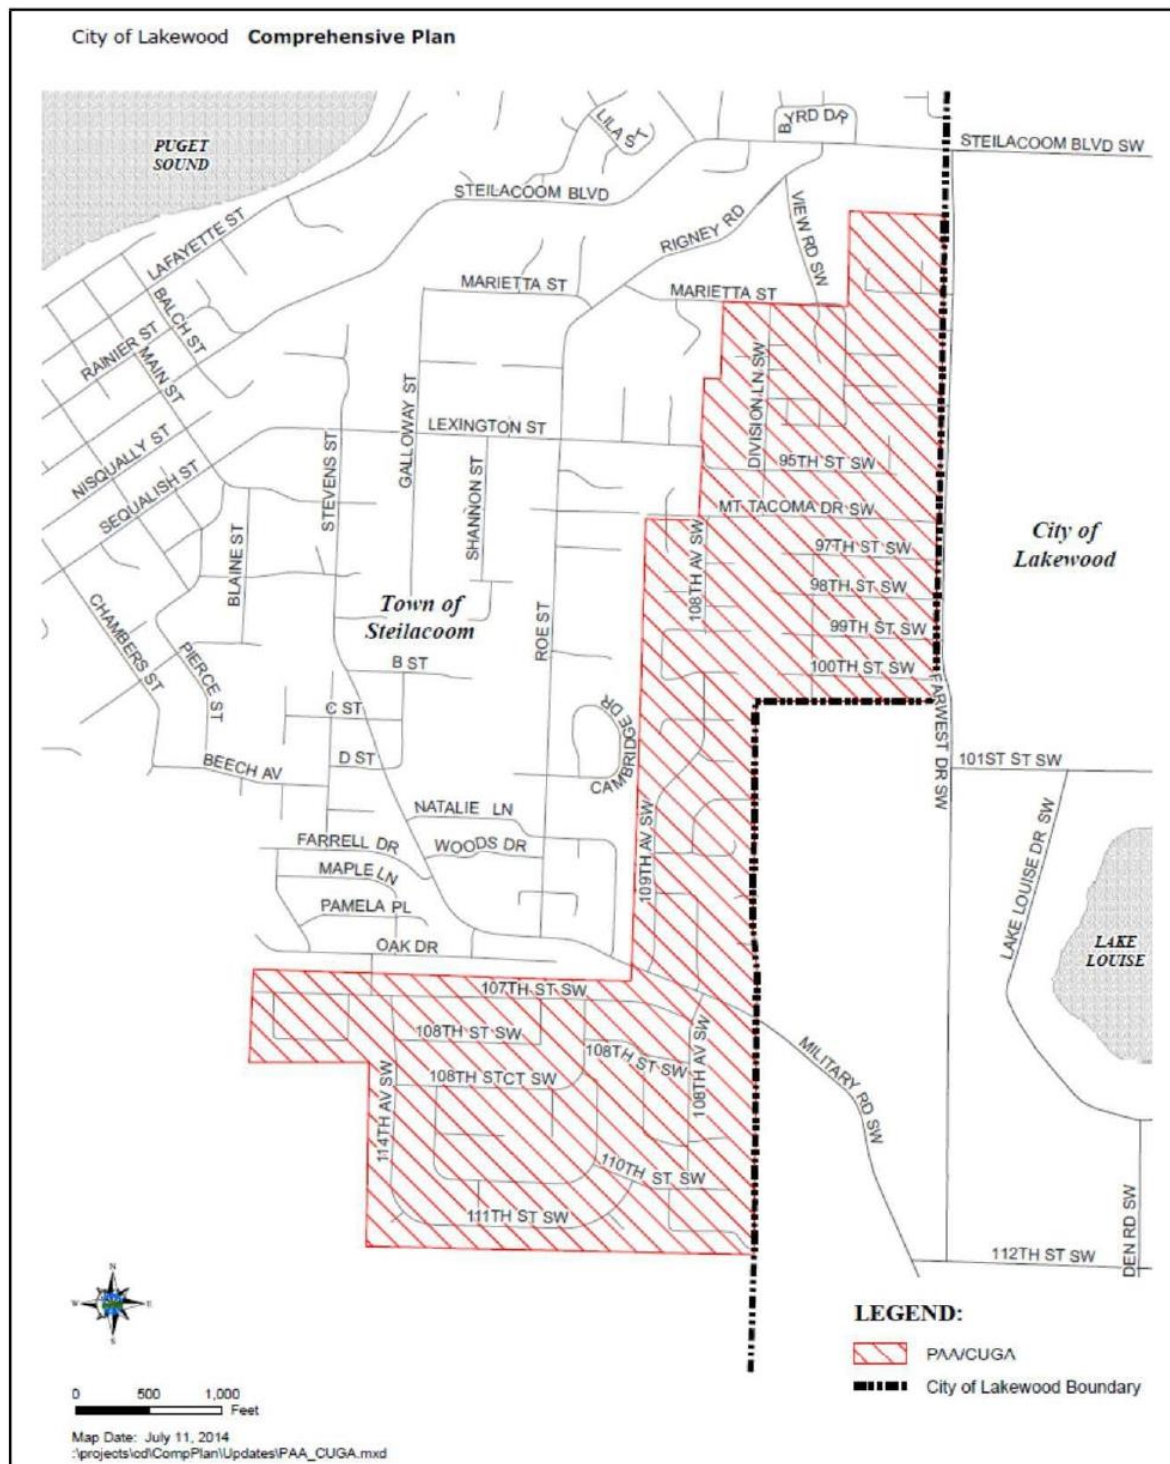 City of Lakewood Comprehensive Plan
PUGET
SOUND
LILA ST
BYRD DR
STEILACOOM BLVD SW
STEILACOOM BLVD
LAFAYETTE ST
RIGNEY RD
VIEW RD SW
MARIETTA ST
MARIETTA ST
BALCH ST
RAINIER ST
MAIN ST
DIVISION LN SW
GALLOWAY ST
LEXINGTON ST
NISQUALLY ST
STEVENS ST
SHANNON ST
95TH ST SW
SEQUALISH ST
MT TACOMA DR SW
BLAINE ST
108TH AV SW
97TH ST SW
City of
Lakewood
98TH ST SW
CHAMBERS ST
Town of
Steilacoom
ROE ST
99TH ST SW
PIERCE ST
B ST
100TH ST SW
FARWEST DR SW
C ST
CAMBRIDGE DR
D ST
BEECH AV
101ST ST SW
NATALIE LN
LAKE LOUISE DR SW
FARRELL DR
WOODS DR
109TH AV SW
MAPLE LN
PAMELA PL
OAK DR
LAKE
LOUISE
107TH ST SW
108TH ST SW
108TH ST SW
108TH AV SW
MILITARY RD SW
108TH STCT SW
114TH AV SW
110TH ST SW
111TH ST SW
DEN RD SW
112TH ST SW
N
W E
S
LEGEND:
PAA/CUGA
City of Lakewood Boundary
0 500 1,000
Feet
Map Date: July 11, 2014
:\projects\cd\CompPlan\Updates\PAA_CUGA.mxd